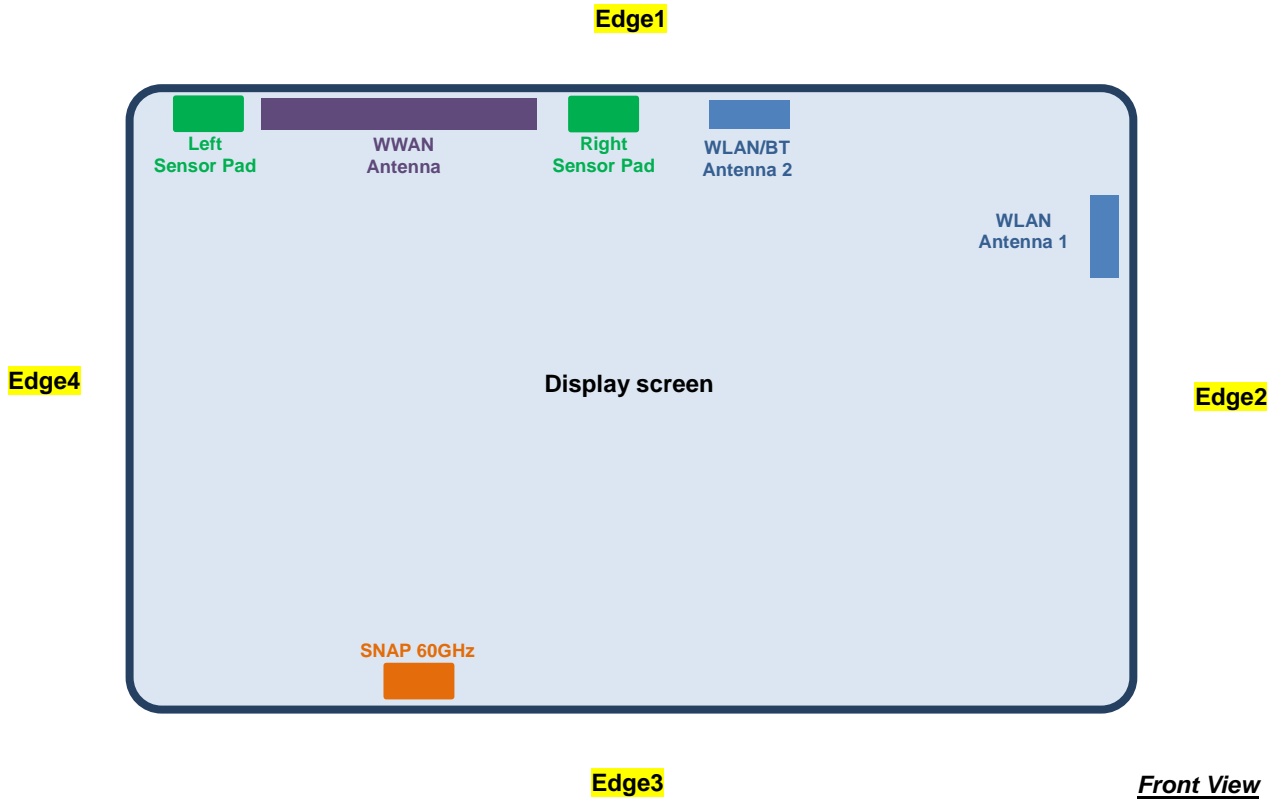 Edge1
Left
Sensor Pad
WWAN
Antenna
Right
Sensor Pad
WLAN/BT
Antenna 2
WLAN
Antenna 1
Edge4
Display screen
Edge2
SNAP 60GHz
Edge3
Front View